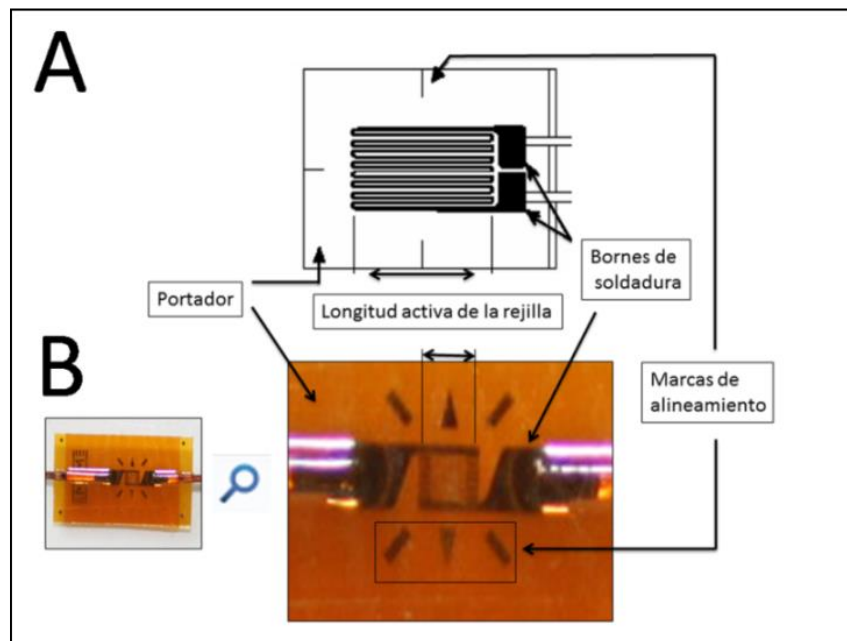 A
Portador
Longitud activa de la rejilla
Bornes de
soldadura
B
Marcas de
alineamiento